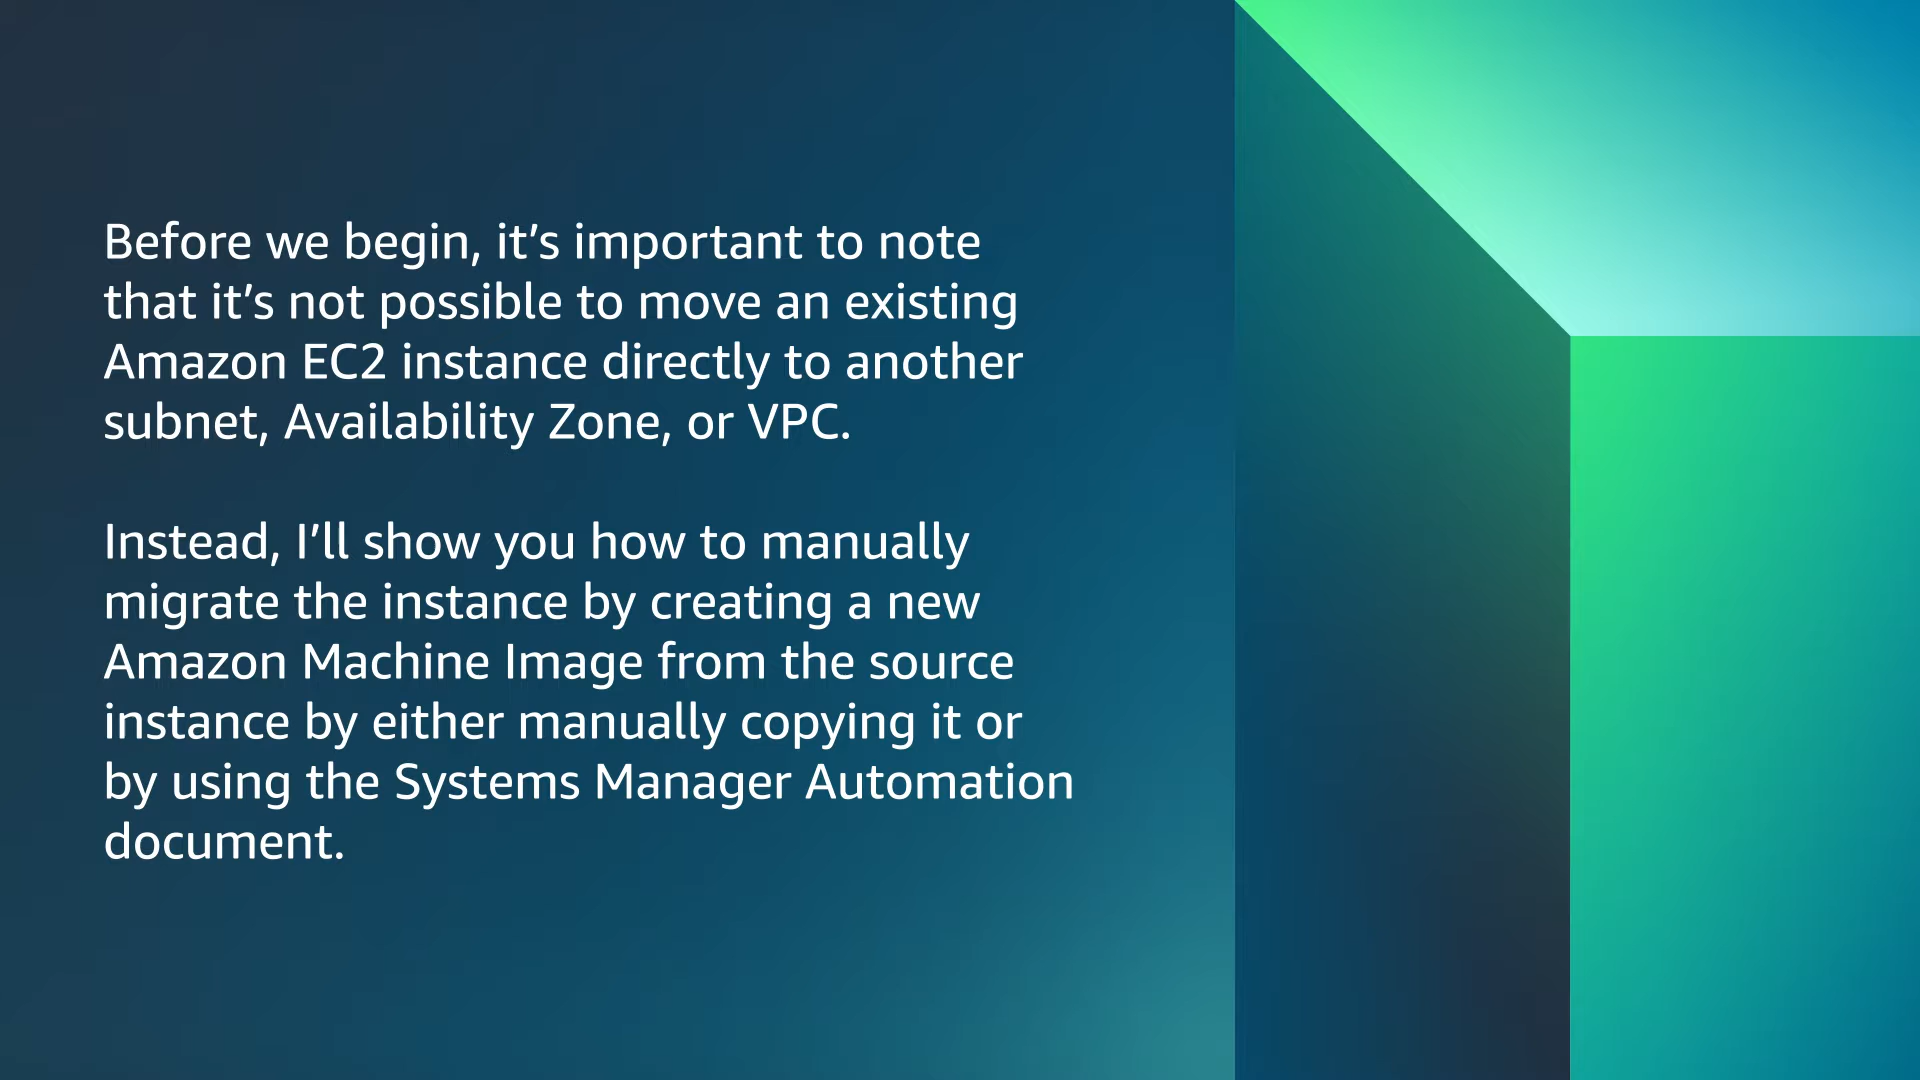 Before we begin, it’s important to note
that it’s not possible to move an existing
Amazon EC2 instance directly to another
subnet, Availability Zone, or VPC.
Instead, I’ll show you how to manually
migrate the instance by creating a new
Amazon Machine Image from the source
instance by either manually copying it or
by using the Systems Manager Automation
document.